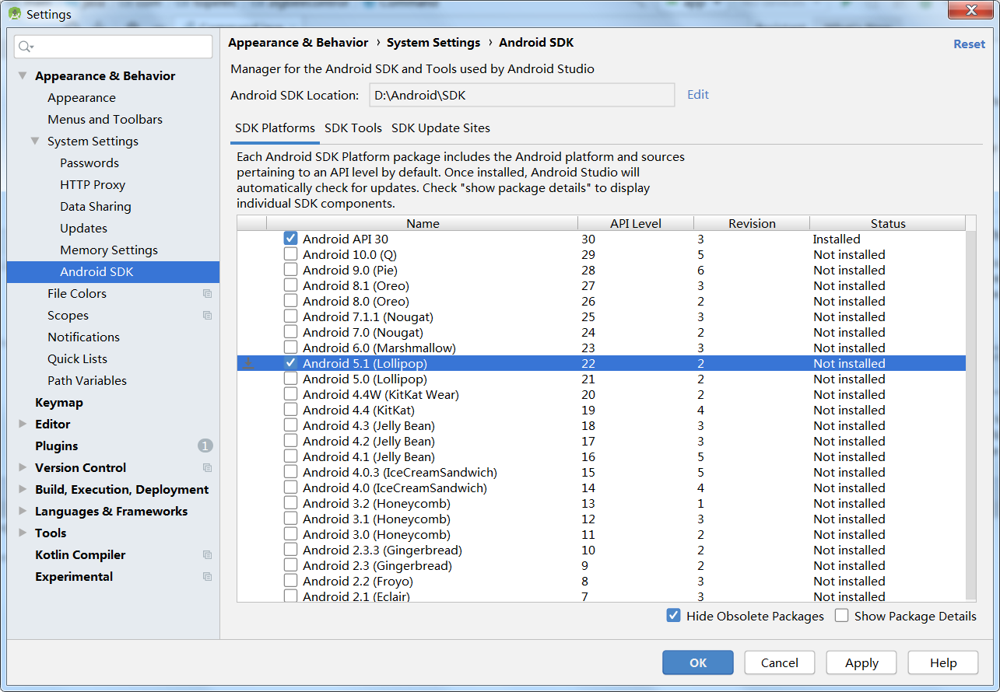 Settings
Appearance & Behavior
Appearance
Menus and Toolbars
System Settings
Passwords
HTTP Proxy
Data Sharing
Updates
Memory Settings
Android SDK
File Colors
Scopes
Notifications
Quick Lists
Path Variables
Keymap
Editor
Plugins 1
Version Control
Build, Execution, Deployment
Languages & Frameworks
Tools
Kotlin Compiler
Experimental
Appearance & Behavior › System Settings › Android SDK
Reset
Manager for the Android SDK and Tools used by Android Studio
Android SDK Location: D:\Android\SDK Edit
SDK Platforms SDK Tools SDK Update Sites
Each Android SDK Platform package includes the Android platform and sources
pertaining to an API level by default. Once installed, Android Studio will
automatically check for updates. Check "show package details" to display
individual SDK components.
Name API Level Revision Status
Android API 30 30 3 Installed
Android 10.0 (Q) 29 5 Not installed
Android 9.0 (Pie) 28 6 Not installed
Android 8.1 (Oreo) 27 3 Not installed
Android 8.0 (Oreo) 26 2 Not installed
Android 7.1.1 (Nougat) 25 3 Not installed
Android 7.0 (Nougat) 24 2 Not installed
Android 6.0 (Marshmallow) 23 3 Not installed
Android 5.1 (Lollipop) 22 2 Not installed
Android 5.0 (Lollipop) 21 2 Not installed
Android 4.4W (KitKat Wear) 20 2 Not installed
Android 4.4 (KitKat) 19 4 Not installed
Android 4.3 (Jelly Bean) 18 3 Not installed
Android 4.2 (Jelly Bean) 17 3 Not installed
Android 4.1 (Jelly Bean) 16 5 Not installed
Android 4.0.3 (IceCreamSandwich) 15 5 Not installed
Android 4.0 (IceCreamSandwich) 14 4 Not installed
Android 3.2 (Honeycomb) 13 1 Not installed
Android 3.1 (Honeycomb) 12 3 Not installed
Android 3.0 (Honeycomb) 11 2 Not installed
Android 2.3.3 (Gingerbread) 10 2 Not installed
Android 2.3 (Gingerbread) 9 2 Not installed
Android 2.2 (Froyo) 8 3 Not installed
Android 2.1 (Eclair) 7 3 Not installed
Hide Obsolete Packages Show Package Details
OK Cancel Apply Help